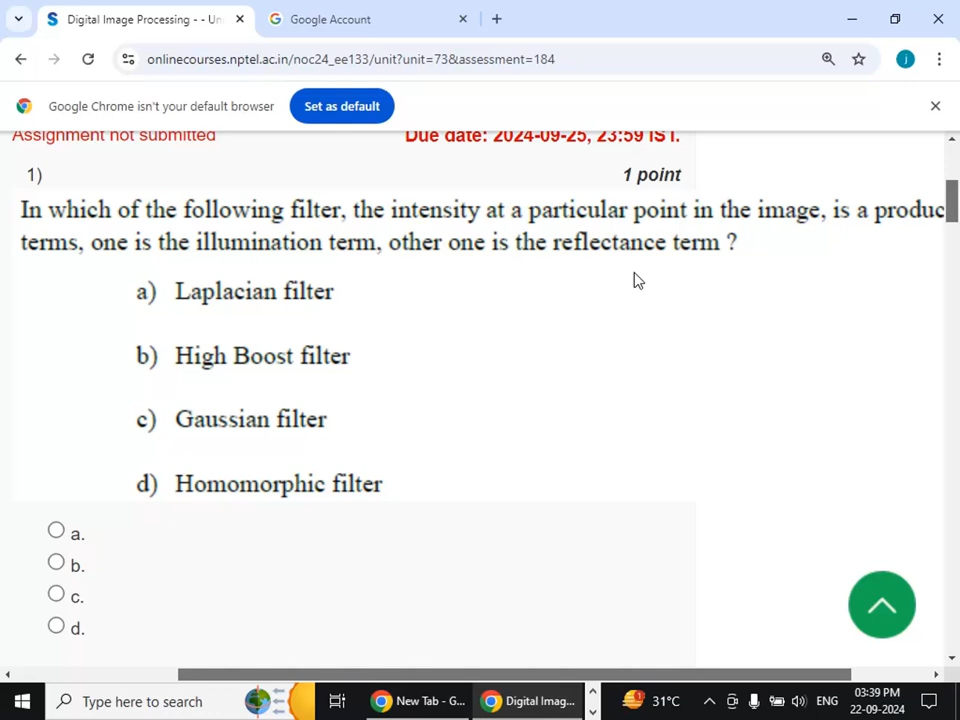 Digital Image Processing - - Un
Google Account
onlinecourses.nptel.ac.in/noc24_ee133/unit?unit=73&assessment=184
j
Google Chrome isn't your default browser
Set as default
Assignment not submitted
Due date: 2024-09-25, 23:59 IST.
1)
1 point
In which of the following filter, the intensity at a particular point in the image, is a produc
terms, one is the illumination term, other one is the reflectance term ?
a) Laplacian filter
b) High Boost filter
c) Gaussian filter
d) Homomorphic filter
a.
b.
c.
d.
Type here to search
New Tab - G...
Digital Imag...
1
31°C
ENG
03:39 PM
22-09-2024